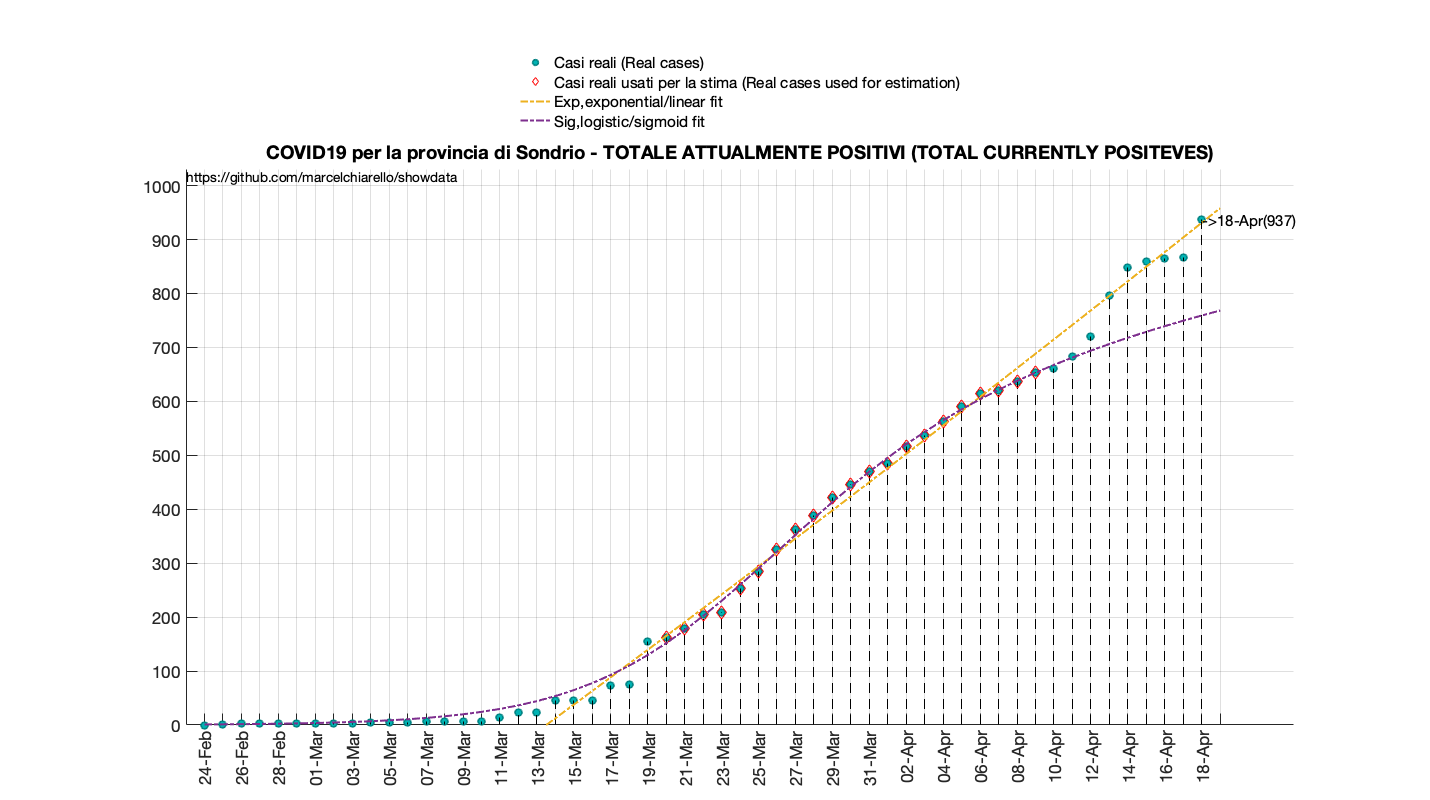 Casi reali (Real cases)
Casi reali usati per la stima (Real cases used for estimation)
Exp,exponential/linear fit
Sig,logistic/sigmoid fit
COVID19 per la provincia di Sondrio - TOTALE ATTUALMENTE POSITIVI (TOTAL CURRENTLY POSITEVES)
https://github.com/marcelchiarello/showdata
1000
900
800
700
600
500
400
300
200
100
0
->18-Apr(937)
24-Feb
26-Feb
28-Feb
01-Mar
03-Mar
05-Mar
07-Mar
09-Mar
11-Mar
13-Mar
15-Mar
17-Mar
19-Mar
21-Mar
23-Mar
25-Mar
27-Mar
29-Mar
31-Mar
02-Apr
04-Apr
06-Apr
08-Apr
10-Apr
12-Apr
14-Apr
16-Apr
18-Apr